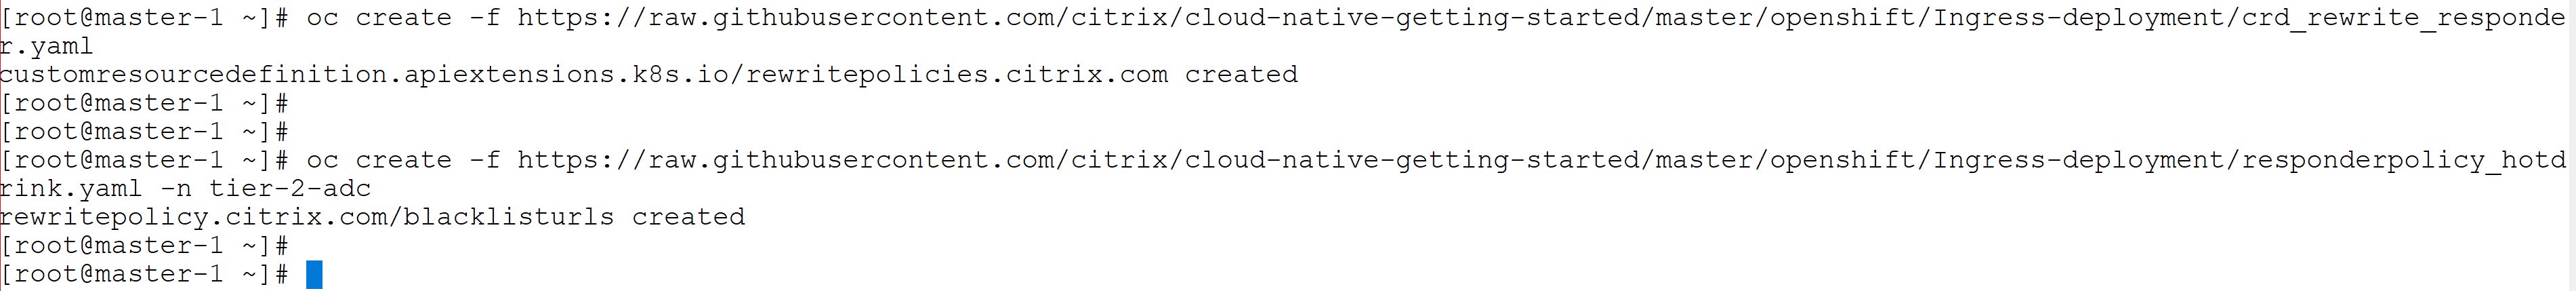 [root@master-1 ~]# oc create -f https://raw.githubusercontent.com/citrix/cloud-native-getting-started/master/openshift/Ingress-deployment/crd_rewrite_responde
r.yaml
customresourcedefinition.apiextensions.k8s.io/rewritepolicies.citrix.com created
[root@master-1 ~]#
[root@master-1 ~]#
[root@master-1 ~]# oc create -f https://raw.githubusercontent.com/citrix/cloud-native-getting-started/master/openshift/Ingress-deployment/responderpolicy_hotd
rink.yaml -n tier-2-adc
rewritepolicy.citrix.com/blacklisturls created
[root@master-1 ~]#
[root@master-1 ~]#